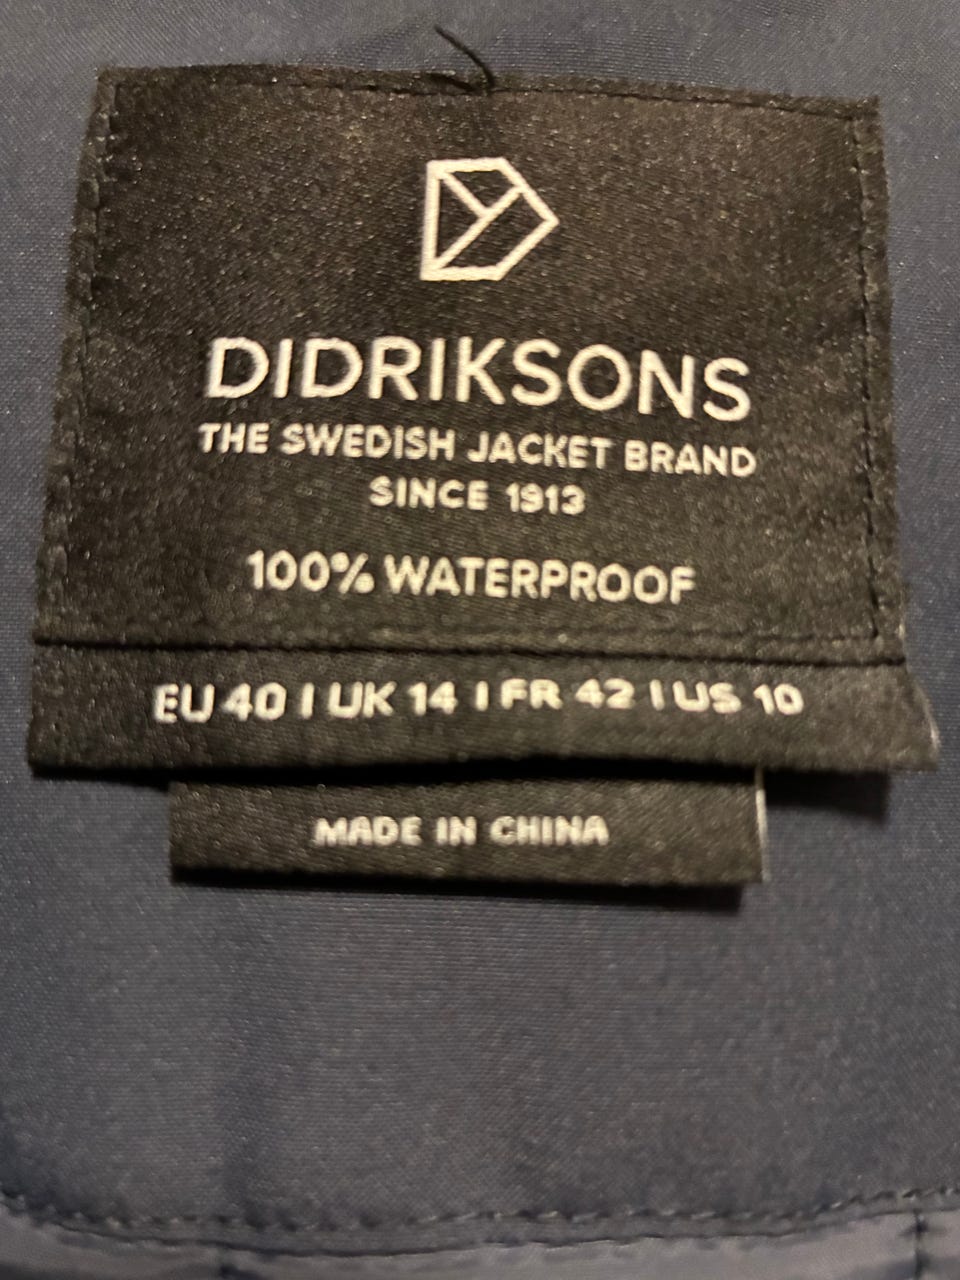 DIDRIKSONS
THE SWEDISH JACKET BRAND
SINCE 1913
100% WATERPROOF
EU 40 | UK 14 | FR 42 | US 10
MADE IN CHINA